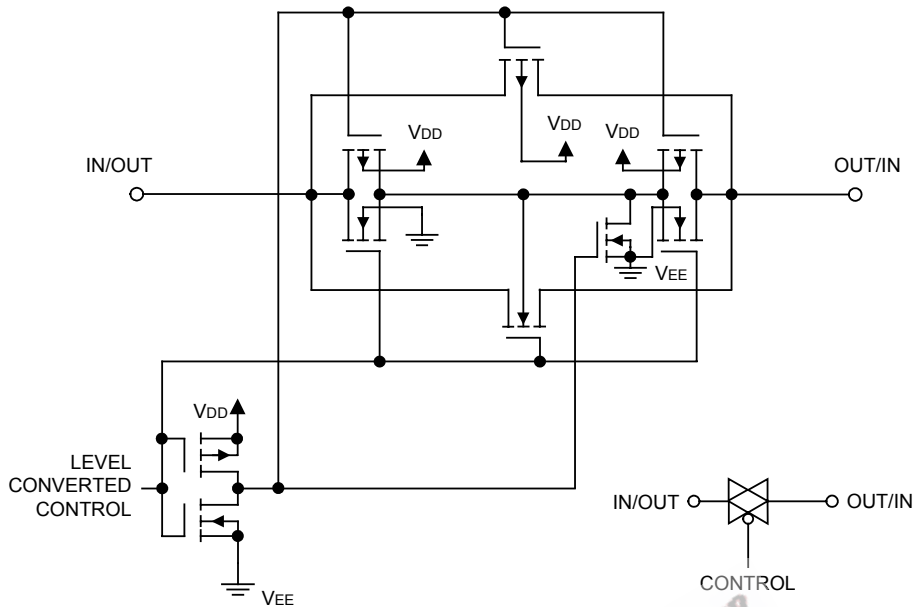 VDD
VDD
VDD
IN/OUT
OUT/IN
VEE
VDD
LEVEL
CONVERTED
CONTROL
VEE
IN/OUT
OUT/IN
CONTROL